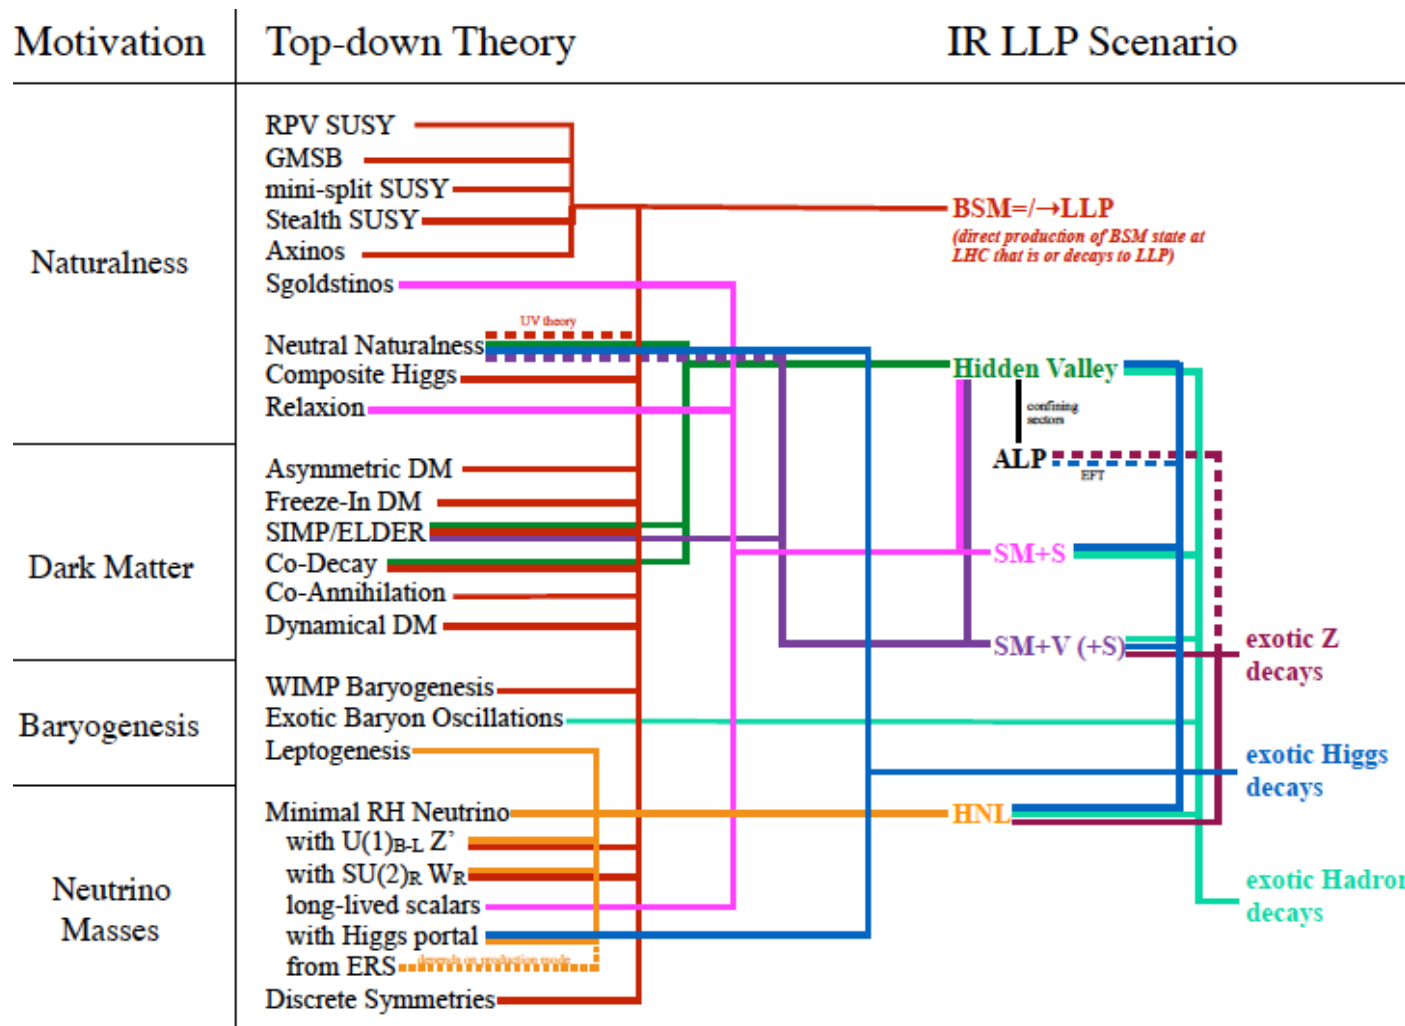 Motivation
Top-down Theory
IR LLP Scenario
Naturalness
RPV SUSY
GMSB
mini-split SUSY
Stealth SUSY
Axinos
Sgoldstinos
UV theory
Neutral Naturalness
Composite Higgs
Relaxion
Dark Matter
Asymmetric DM
Freeze-In DM
SIMP/ELDER
Co-Decay
Co-Annihilation
Dynamical DM
Baryogenesis
WIMP Baryogenesis
Exotic Baryon Oscillations
Leptogenesis
Neutrino
Masses
Minimal RH Neutrino
with U(1)B-L Z'
with SU(2)R WR
long-lived scalars
with Higgs portal
from ERS
depends on production mode
Discrete Symmetries
BSM=/→LLP
(direct production of BSM state at
LHC that is or decays to LLP)
Hidden Valley
confining
sectors
ALP
EFT
SM+S
SM+V (+S)
HNL
exotic Z
decays
exotic Higgs
decays
exotic Hadron
decays